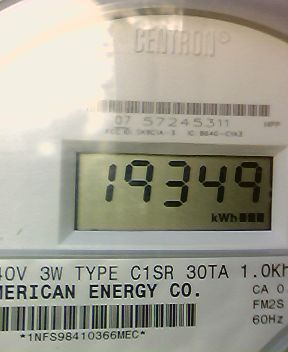 CENTRON®
07 57245311
19349
kWh
40V 3W TYPE C1SR 30TA 1.0Kh
MERICAN ENERGY CO.
CA 0.
FM2S
*1NFS98410366MEC*
60Hz